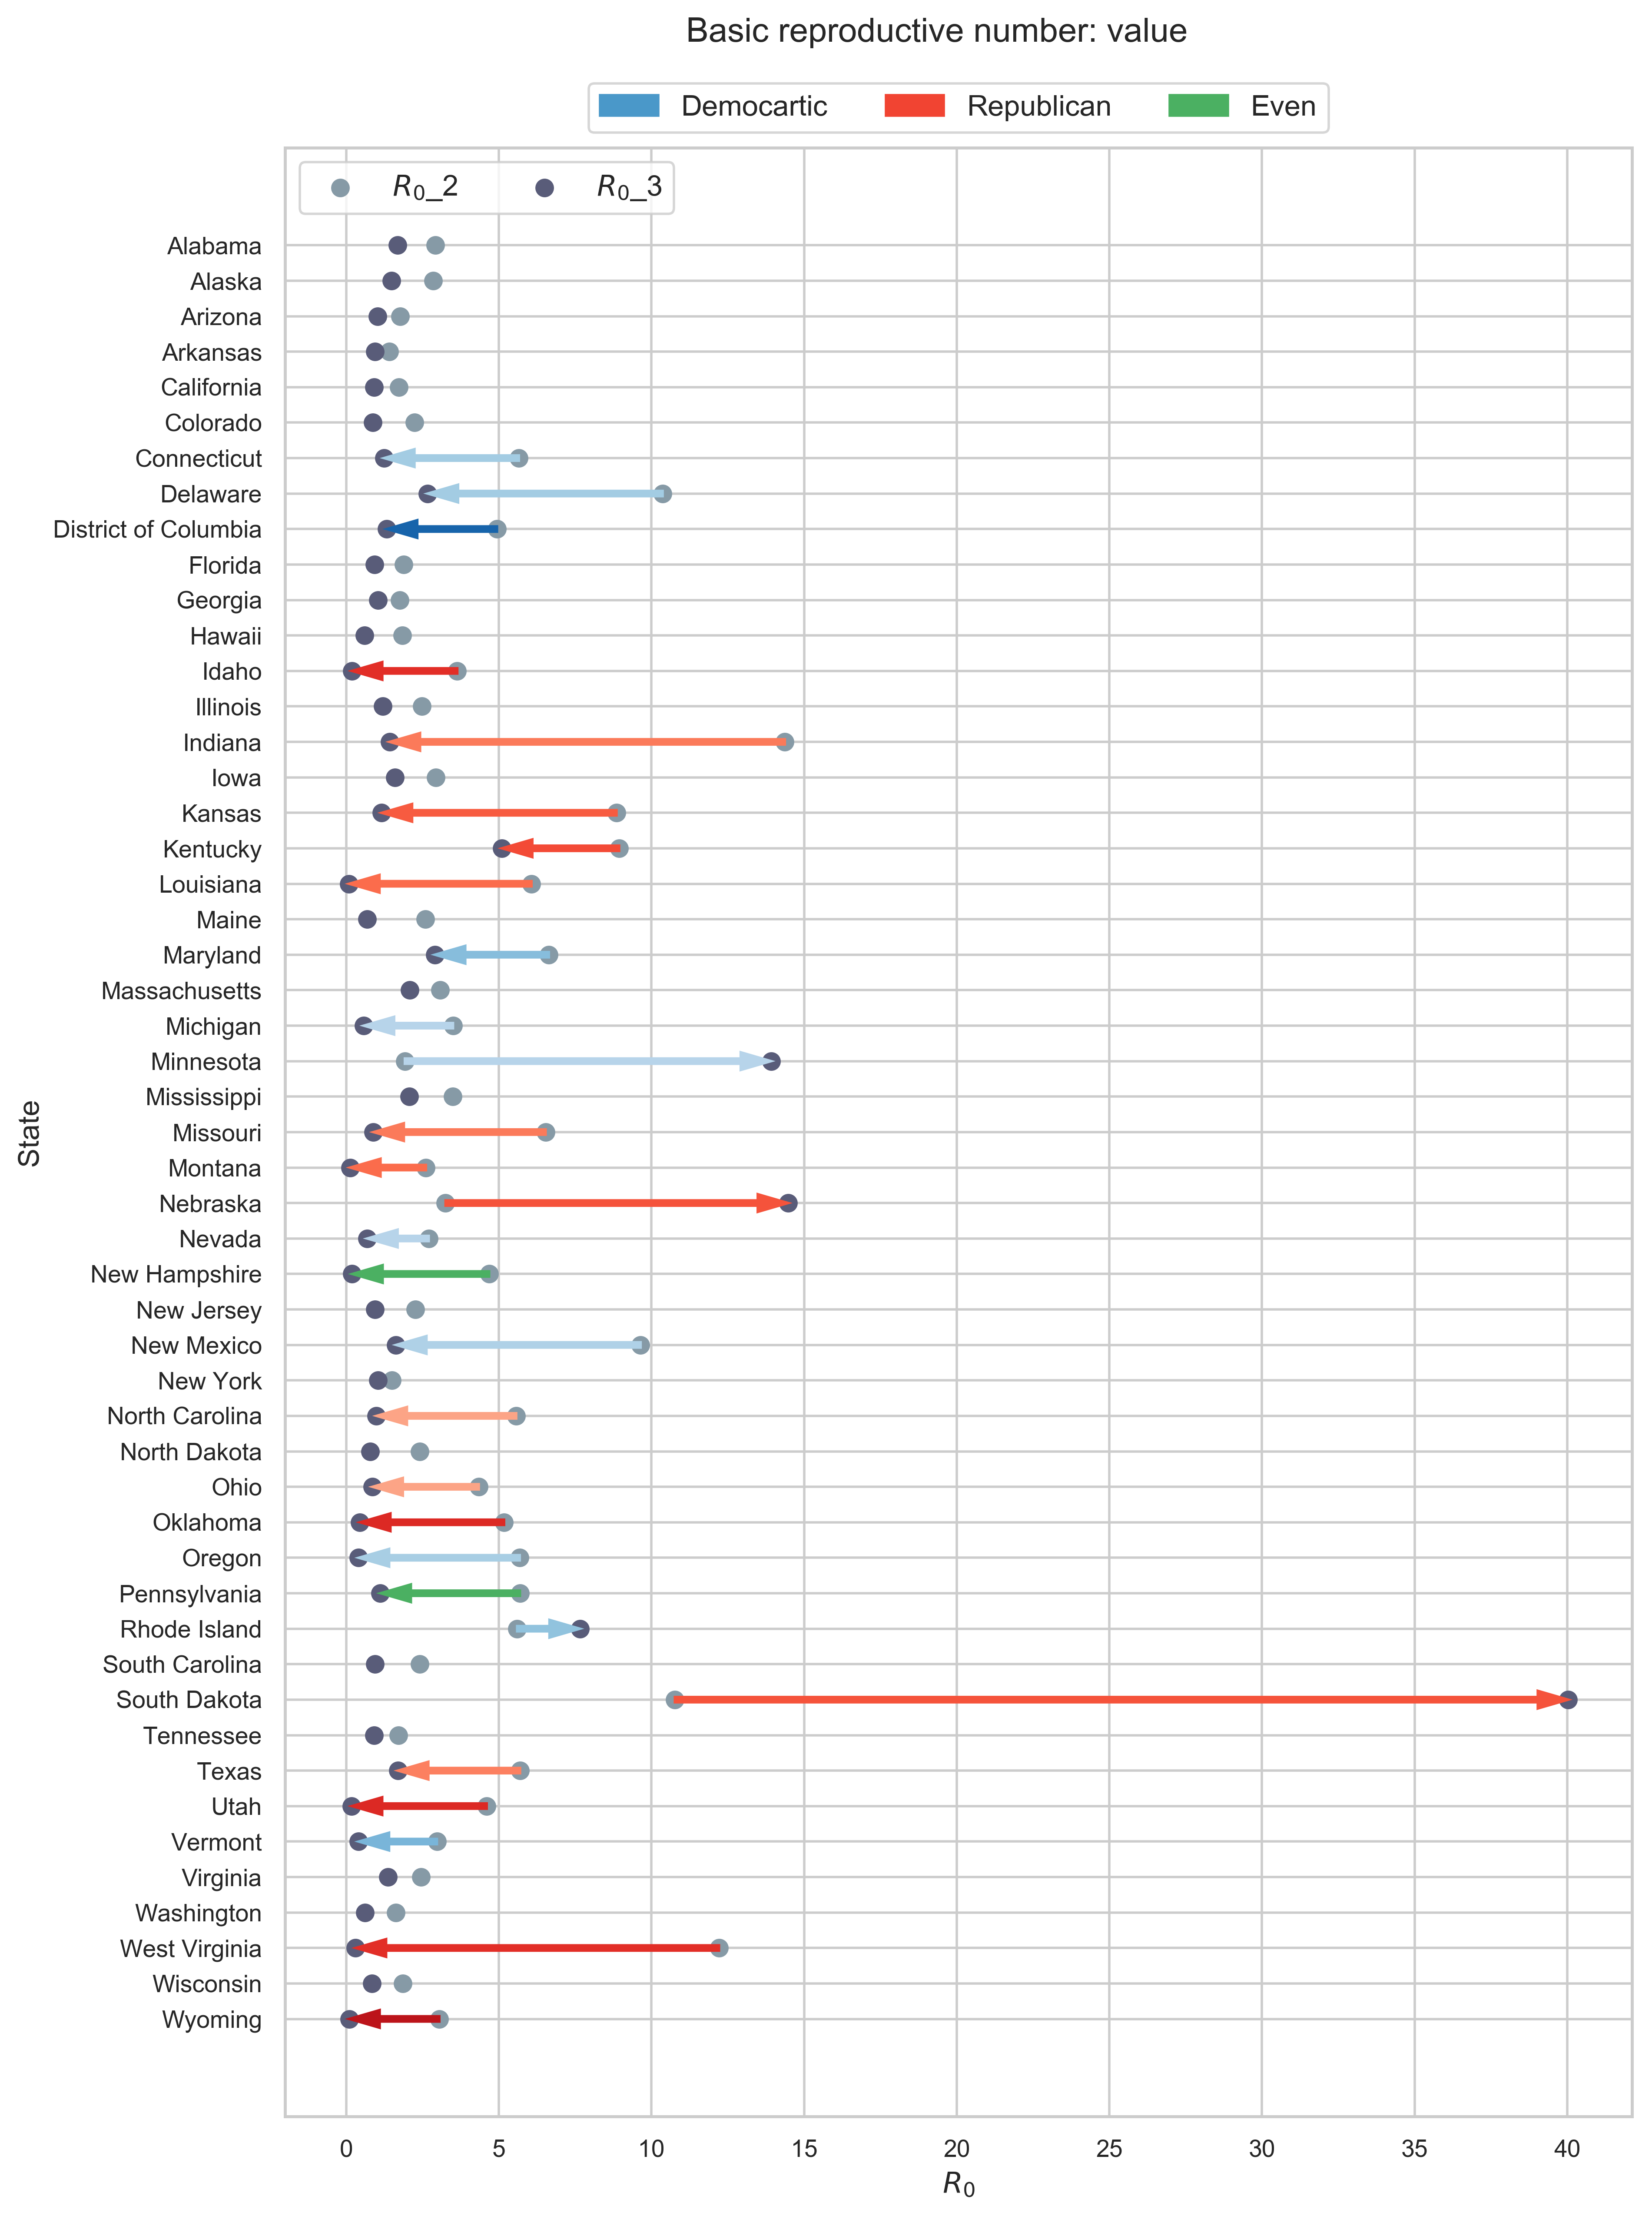 Basic reproductive number: value
Democartic Republican Even
R₀_2 R₀_3
Alabama
Alaska
Arizona
Arkansas
California
Colorado
Connecticut
Delaware
District of Columbia
Florida
Georgia
Hawaii
Idaho
Illinois
Indiana
Iowa
Kansas
Kentucky
Louisiana
Maine
Maryland
Massachusetts
Michigan
Minnesota
Mississippi
Missouri
Montana
Nebraska
Nevada
New Hampshire
New Jersey
New Mexico
New York
North Carolina
North Dakota
Ohio
Oklahoma
Oregon
Pennsylvania
Rhode Island
South Carolina
South Dakota
Tennessee
Texas
Utah
Vermont
Virginia
Washington
West Virginia
Wisconsin
Wyoming
State
0 5 10 15 20 25 30 35 40
R₀